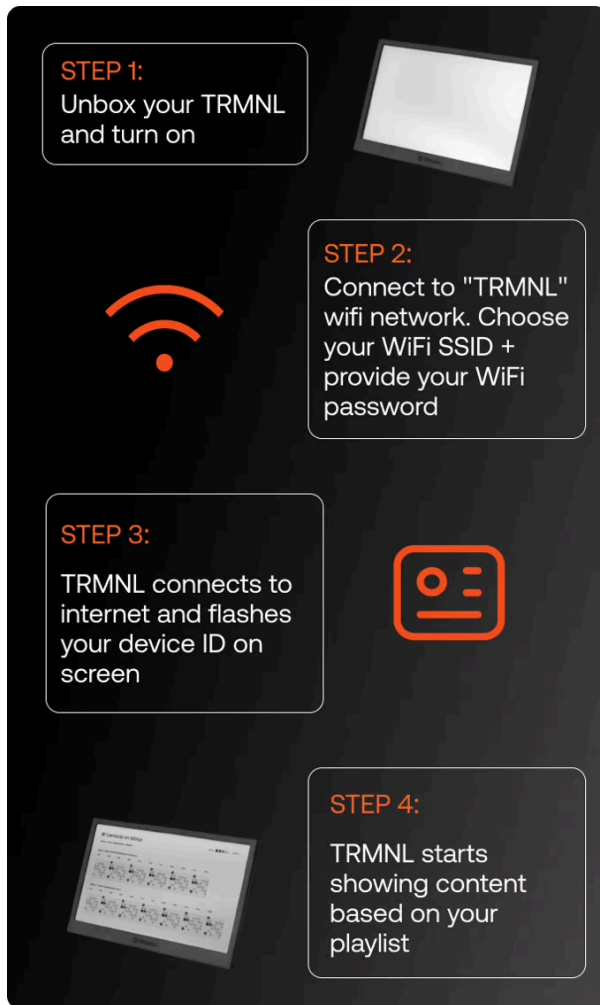 STEP 1:
Unbox your TRMNL
and turn on
STEP 2:
Connect to "TRMNL"
wifi network. Choose
your WiFi SSID +
provide your WiFi
password
STEP 3:
TRMNL connects to
internet and flashes
your device ID on
screen
STEP 4:
TRMNL starts
showing content
based on your
playlist